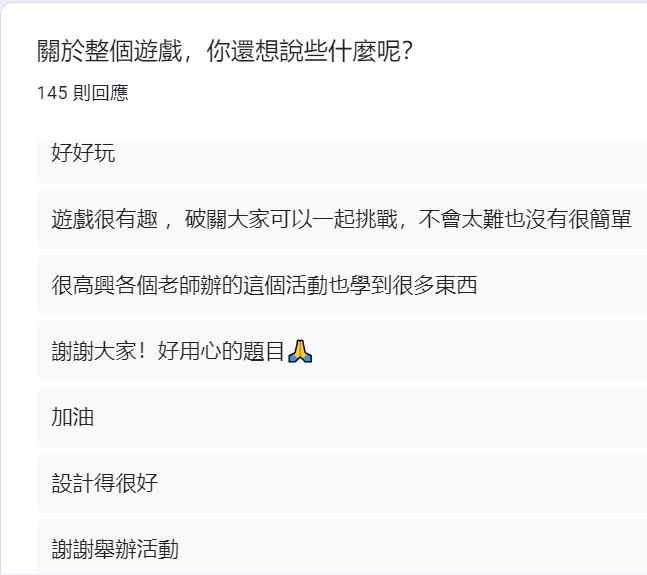 關於整個遊戲，你還想說些什麼呢?
145 則回應
好好玩
遊戲很有趣 ，破關大家可以一起挑戰，不會太難也沒有很簡單
很高興各個老師辦的這個活動也學到很多東西
謝謝大家！好用心的題目🙏
加油
設計得很好
謝謝舉辦活動